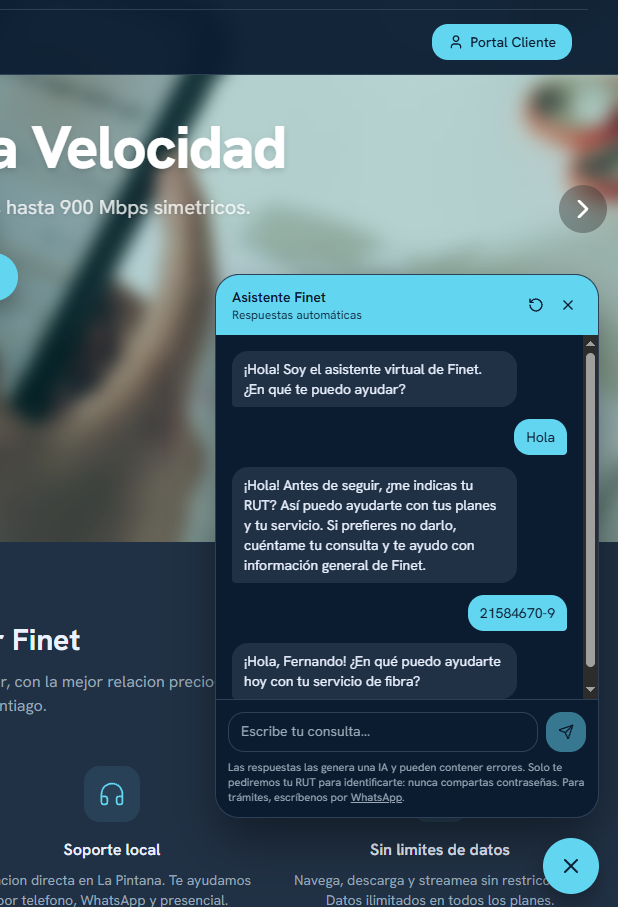 Portal Cliente
a Velocidad
hasta 900 Mbps simetricos.
Asistente Finet
Respuestas automáticas
¡Hola! Soy el asistente virtual de Finet.
¿En qué te puedo ayudar?
Hola
¡Hola! Antes de seguir, ¿me indicas tu
RUT? Así puedo ayudarte con tus planes
y tu servicio. Si prefieres no darlo,
cuéntame tu consulta y te ayudo con
información general de Finet.
21584670-9
¡Hola, Fernando! ¿En qué puedo ayudarte
hoy con tu servicio de fibra?
Escribe tu consulta...
Las respuestas las genera una IA y pueden contener errores. Solo te
pediremos tu RUT para identificarte: nunca compartas contraseñas. Para
trámites, escríbenos por WhatsApp.
r Finet
r, con la mejor relacion precio
ntiago.
Soporte local
cion directa en La Pintana. Te ayudamos
por telefono, WhatsApp y presencial.
Sin limites de datos
Navega, descarga y streamea sin restricc
Datos ilimitados en todos los planes.